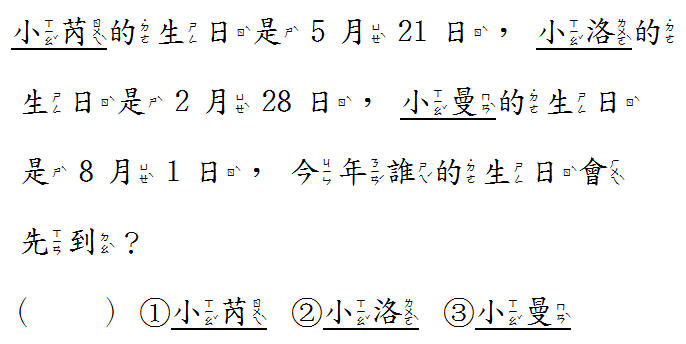 小芮的生日是 5 月 21 日，小洛的
生日是 2 月 28 日，小曼的生日
是 8 月 1 日，今年誰的生日會
先到？
(　　) ①小芮 ②小洛 ③小曼